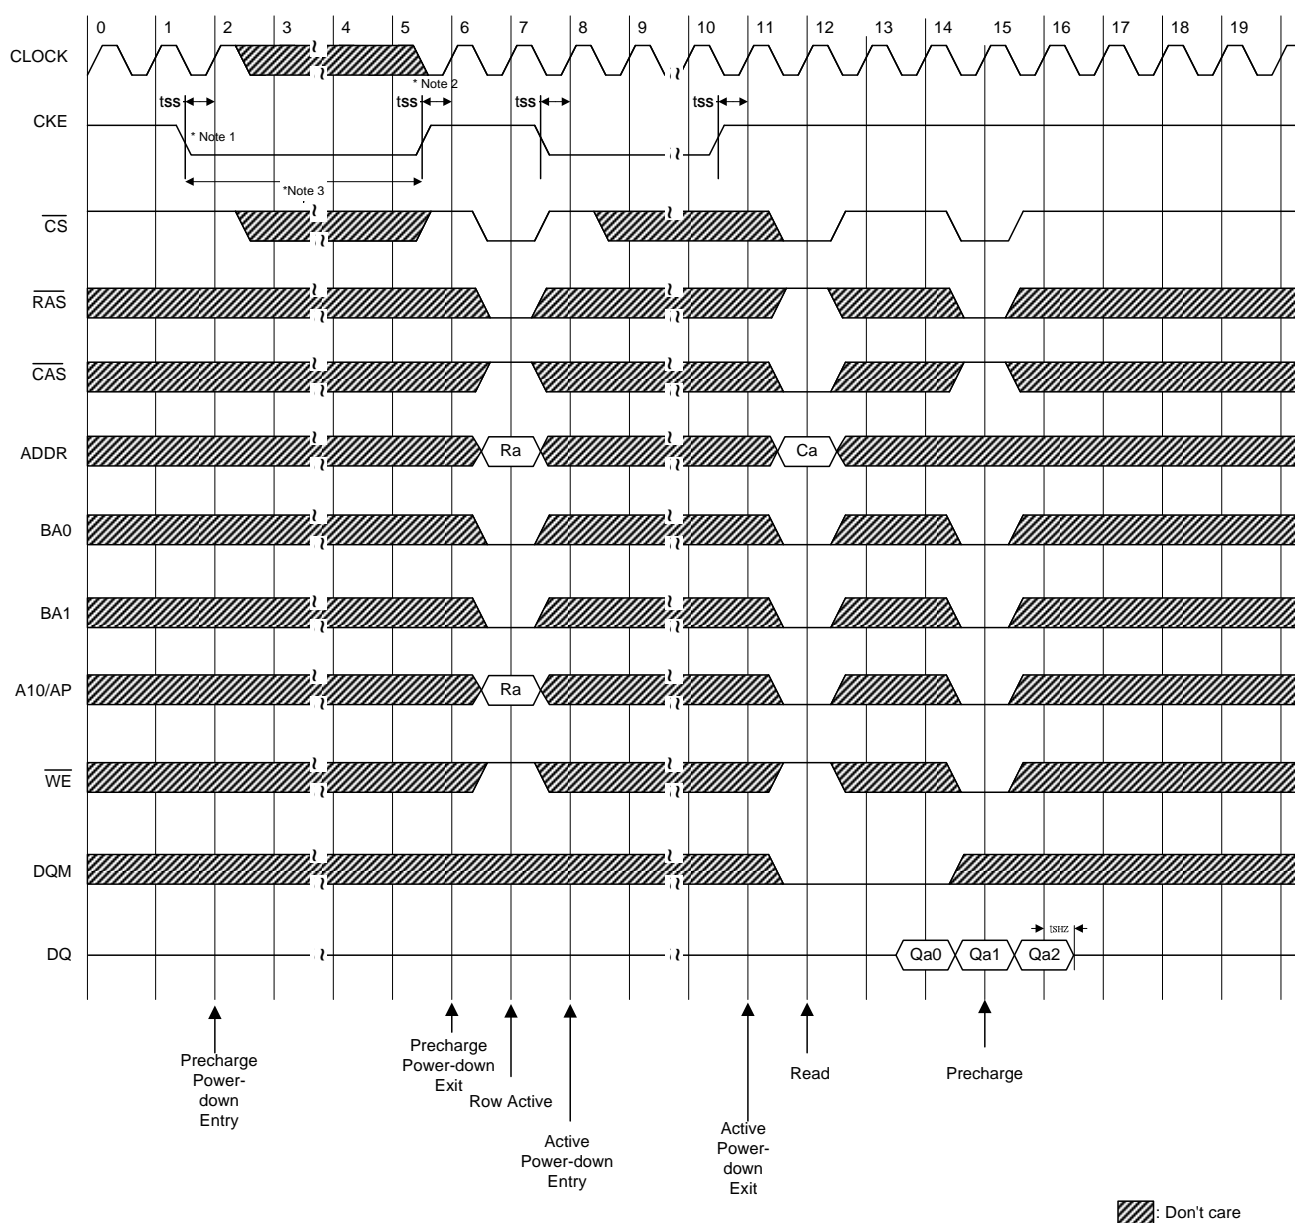 0 1 2 3 4 5 6 7 8 9 10 11 12 13 14 15 16 17 18 19
CLOCK
* Note 2
tss tss tss tss
CKE
* Note 1
*Note 3
CS
RAS
CAS
ADDR Ra Ca
BA0
BA1
A10/AP Ra
WE
DQM
tSHZ
DQ Qa0 Qa1 Qa2
Precharge
Power-
down
Entry
Precharge
Power-down
Exit
Row Active
Active
Power-down
Entry
Active
Power-
down
Exit
Read
Precharge
: Don't care